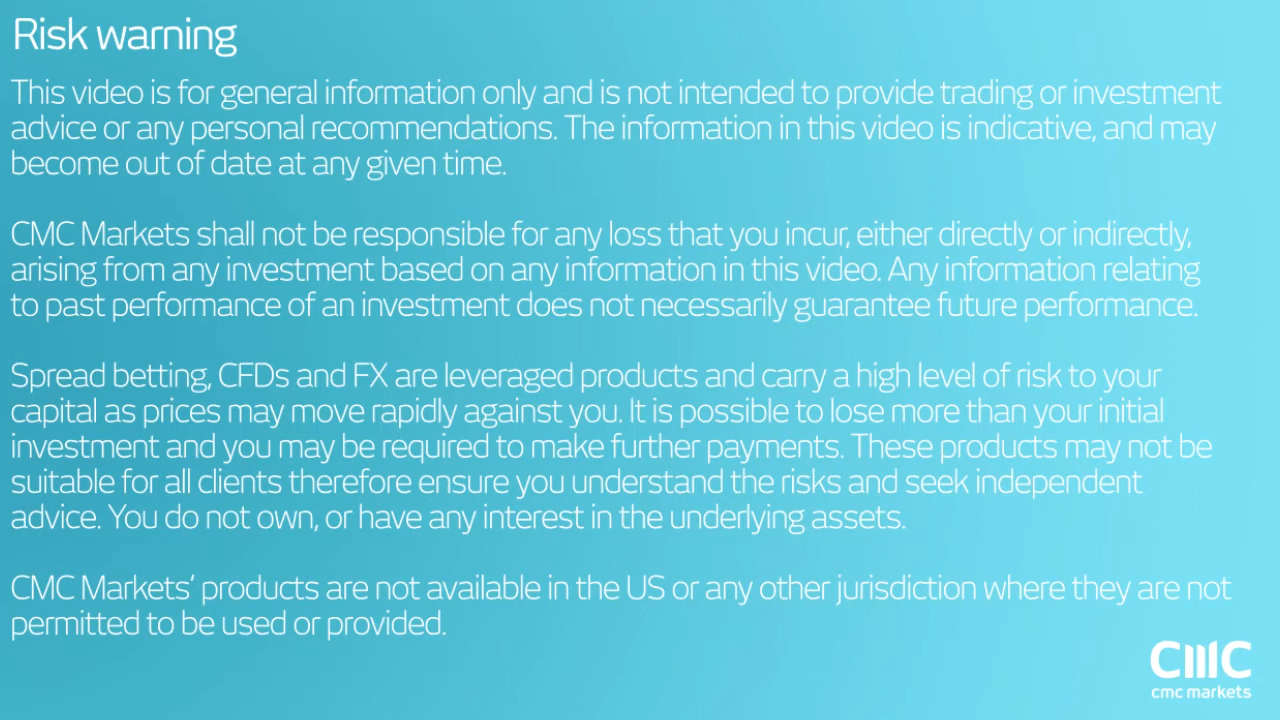 Risk warning
This video is for general information only and is not intended to provide trading or investment
advice or any personal recommendations. The information in this video is indicative, and may
become out of date at any given time.
CMC Markets shall not be responsible for any loss that you incur, either directly or indirectly,
arising from any investment based on any information in this video. Any information relating
to past performance of an investment does not necessarily guarantee future performance.
Spread betting, CFDs and FX are leveraged products and carry a high level of risk to your
capital as prices may move rapidly against you. It is possible to lose more than your initial
investment and you may be required to make further payments. These products may not be
suitable for all clients therefore ensure you understand the risks and seek independent
advice. You do not own, or have any interest in the underlying assets.
CMC Markets’ products are not available in the US or any other jurisdiction where they are not
permitted to be used or provided.
CMC
cmc markets